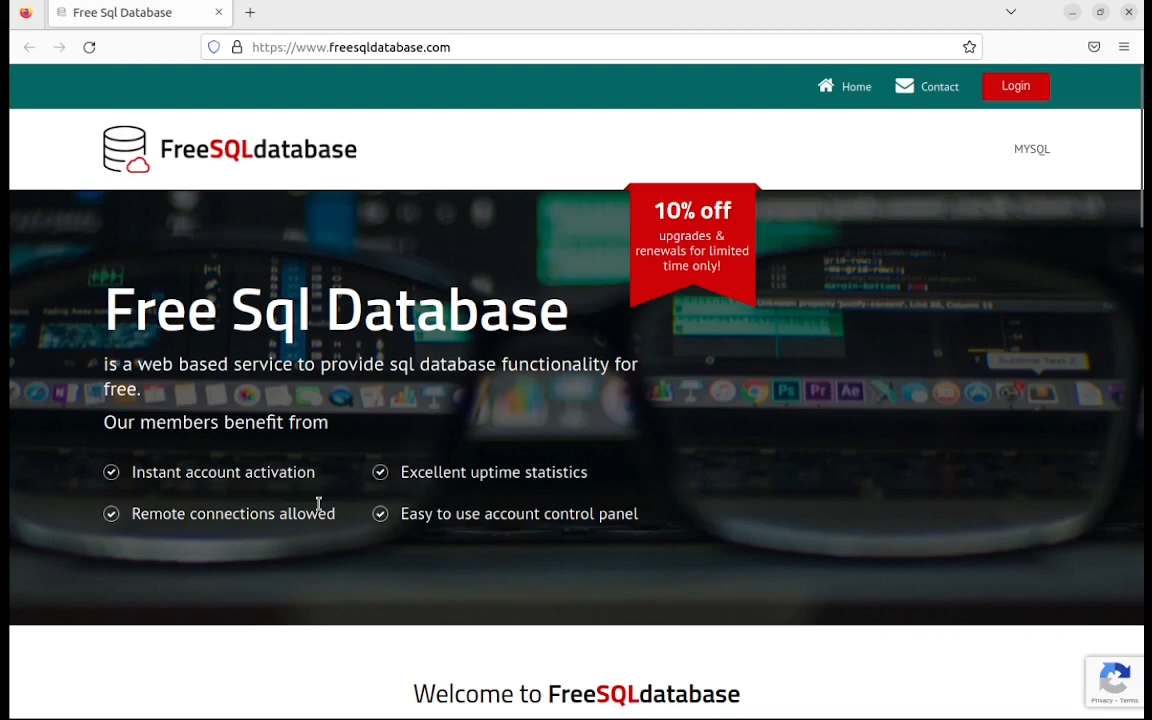 Free Sql Database
https://www.freesqldatabase.com
Home
Contact
Login
FreeSQLdatabase
MYSQL
10% off
upgrades &
renewals for limited
time only!
Free Sql Database
is a web based service to provide sql database functionality for
free.
Our members benefit from
Instant account activation
Excellent uptime statistics
Remote connections allowed
Easy to use account control panel
Welcome to FreeSQLdatabase
Privacy - Terms